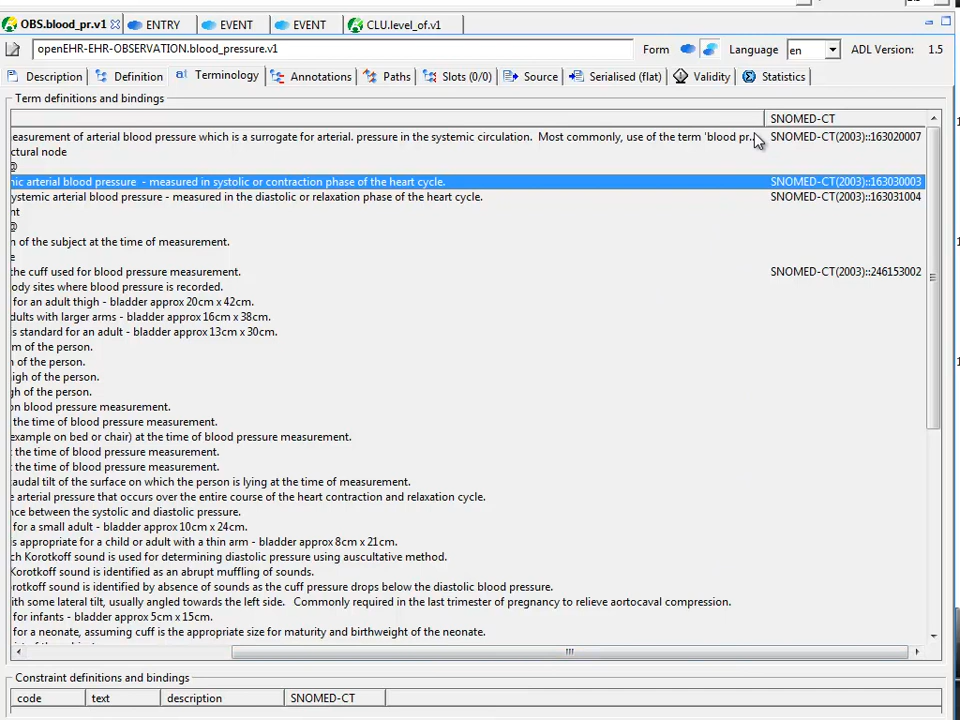 OBS.blood_pr.v1 ENTRY EVENT EVENT CLU.level_of.v1
openEHR-EHR-OBSERVATION.blood_pressure.v1 Form Language en ADL Version: 1.5
Description Definition Terminology Annotations Paths Slots (0/0) Source Serialised (flat) Validity Statistics
Term definitions and bindings
SNOMED-CT
easurement of arterial blood pressure which is a surrogate for arterial. pressure in the systemic circulation. Most commonly, use of the term 'blood pr... SNOMED-CT(2003)::163020007
ctural node
@
ic arterial blood pressure - measured in systolic or contraction phase of the heart cycle. SNOMED-CT(2003)::163030003
ystemic arterial blood pressure - measured in the diastolic or relaxation phase of the heart cycle. SNOMED-CT(2003)::163031004
nt
@
n of the subject at the time of measurement.
e
the cuff used for blood pressure measurement. SNOMED-CT(2003)::246153002
ody sites where blood pressure is recorded.
for an adult thigh - bladder approx 20cm x 42cm.
dults with larger arms - bladder approx 16cm x 38cm.
s standard for an adult - bladder approx 13cm x 30cm.
m of the person.
n of the person.
igh of the person.
gh of the person.
on blood pressure measurement.
the time of blood pressure measurement.
example on bed or chair) at the time of blood pressure measurement.
t the time of blood pressure measurement.
t the time of blood pressure measurement.
audal tilt of the surface on which the person is lying at the time of measurement.
e arterial pressure that occurs over the entire course of the heart contraction and relaxation cycle.
nce between the systolic and diastolic pressure.
for a small adult - bladder approx 10cm x 24cm.
s appropriate for a child or adult with a thin arm - bladder approx 8cm x 21cm.
ch Korotkoff sound is used for determining diastolic pressure using auscultative method.
Korotkoff sound is identified as an abrupt muffling of sounds.
orotkoff sound is identified by absence of sounds as the cuff pressure drops below the diastolic blood pressure.
ith some lateral tilt, usually angled towards the left side. Commonly required in the last trimester of pregnancy to relieve aortocaval compression.
for infants - bladder approx 5cm x 15cm.
for a neonate, assuming cuff is the appropriate size for maturity and birthweight of the neonate.
Constraint definitions and bindings
code text description SNOMED-CT